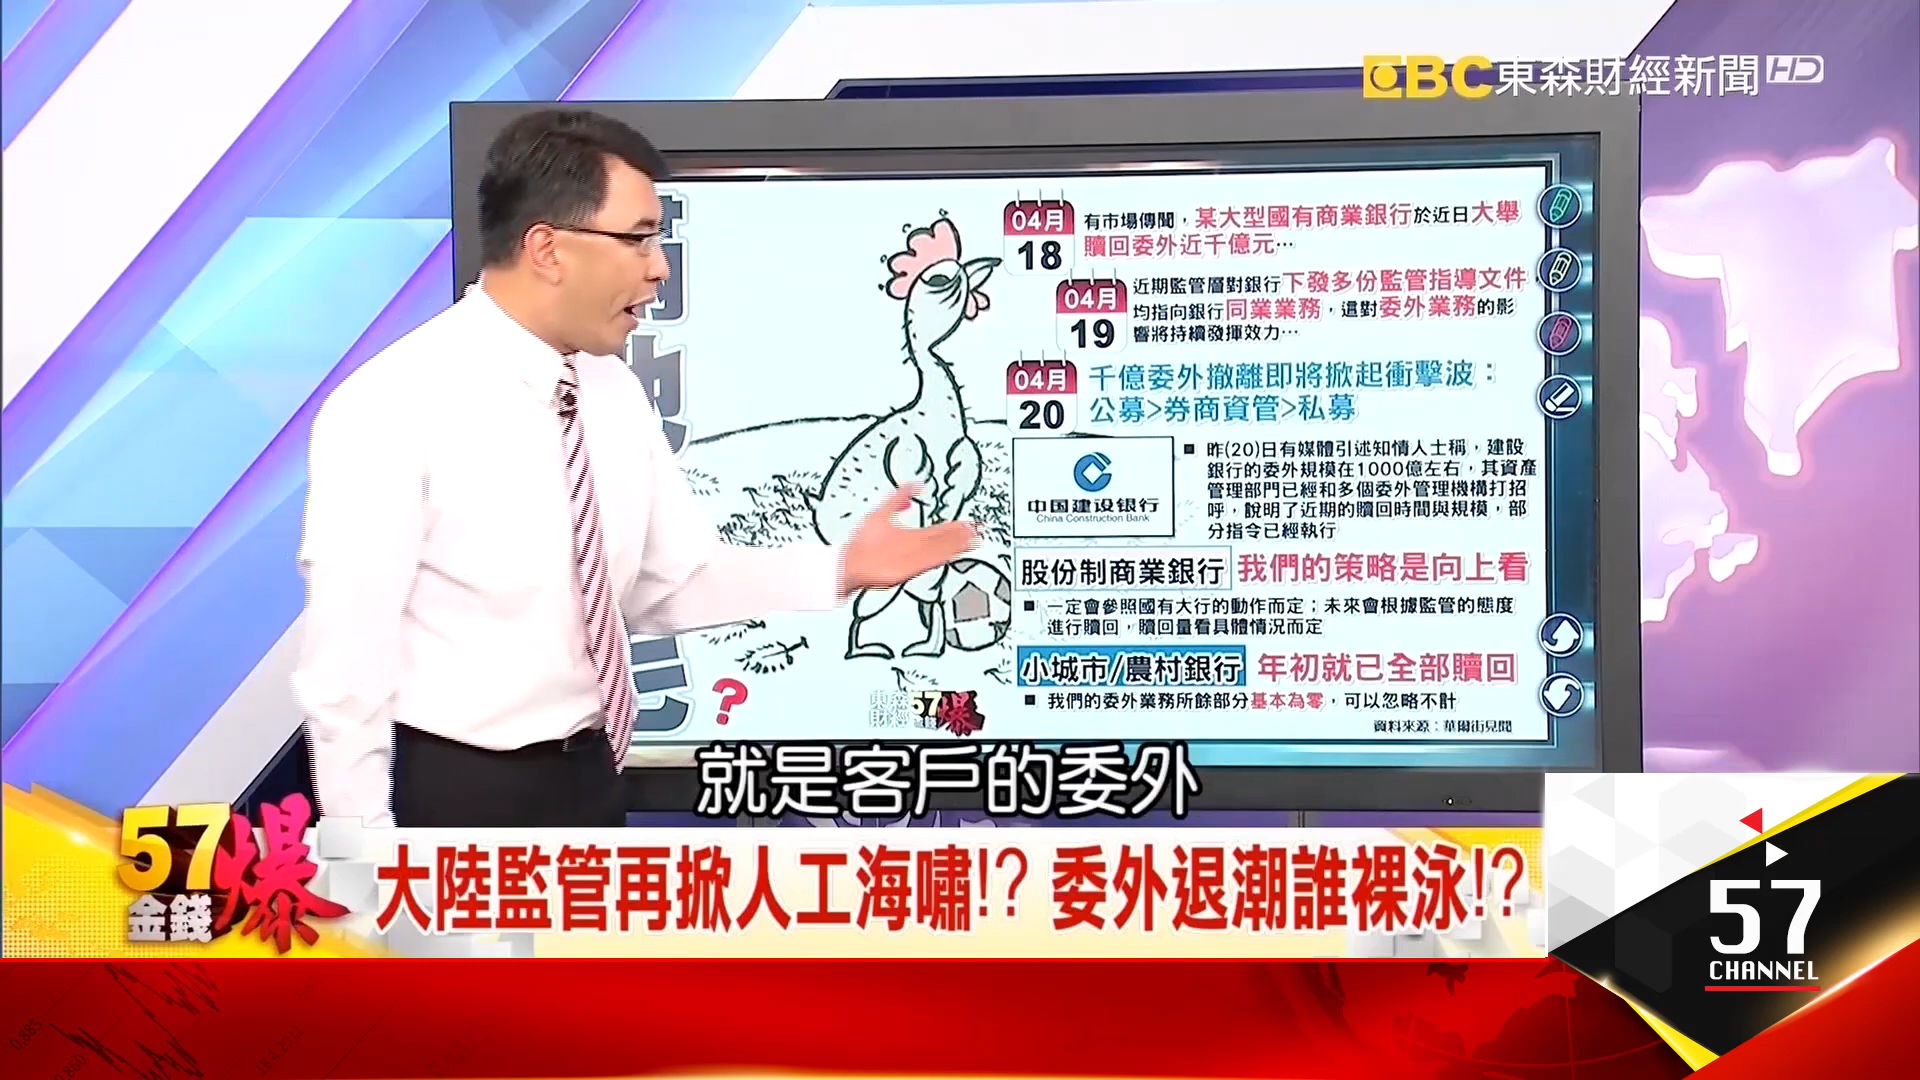 EBC東森財經新聞HD
04月
18
有市場傳聞，某大型國有商業銀行於近日大舉
贖回委外近千億元…
04月
19
近期監管層對銀行下發多份監管指導文件，
均指向銀行同業業務，這對委外業務的影
響將持續發揮效力…
04月
20
千億委外撤離即將掀起衝擊波：
公募>券商資管>私募
中国建设银行
China Construction Bank
■ 昨(20)日有媒體引述知情人士稱，建設
銀行的委外規模在1000億左右，其資產
管理部門已經和多個委外管理機構打招
呼，說明了近期的贖回時間與規模，部
分指令已經執行
股份制商業銀行 我們的策略是向上看
■ 一定會參照國有大行的動作而定；未來會根據監管的態度
進行贖回，贖回量看具體情況而定
小城市/農村銀行 年初就已全部贖回
■ 我們的委外業務所餘部分基本為零，可以忽略不計
資料來源：華爾街見聞
?
東森
財經
57爆
就是客戶的委外
57
金錢爆
大陸監管再掀人工海嘯!? 委外退潮誰裸泳!?
57
CHANNEL
0.885
0.860